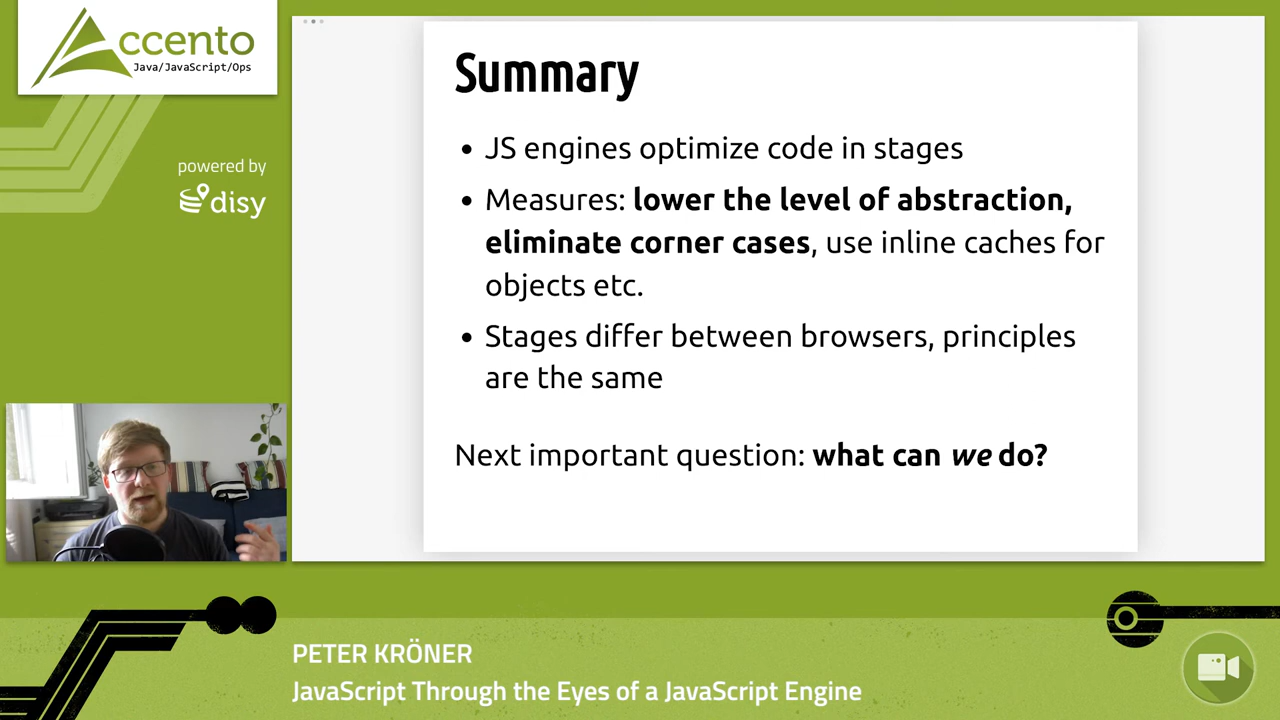 Accento
Java/JavaScript/Ops
powered by
disy
Summary
• JS engines optimize code in stages
• Measures: lower the level of abstraction,
eliminate corner cases, use inline caches for
objects etc.
• Stages differ between browsers, principles
are the same
Next important question: what can we do?
PETER KRÖNER
JavaScript Through the Eyes of a JavaScript Engine